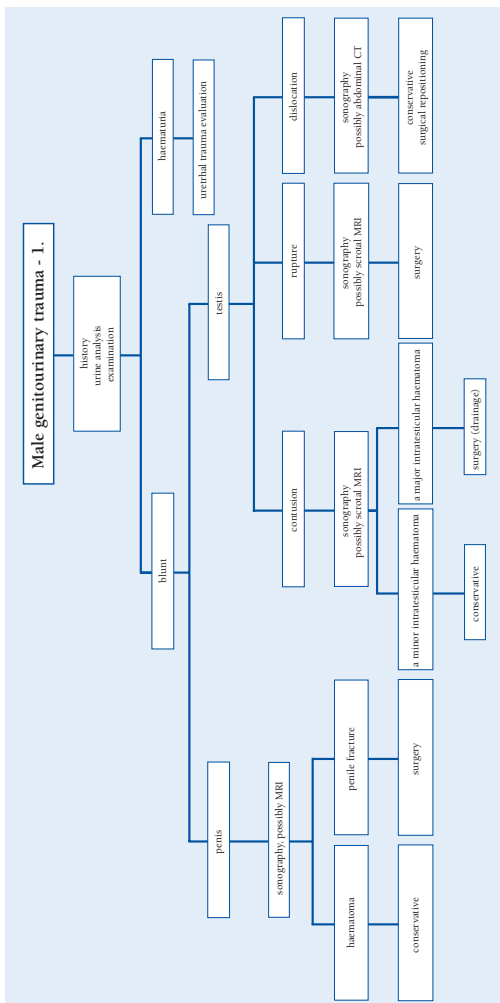 Male genitourinary trauma - 1.
history
urine analysis
examination
blunt
haematuria
uretrhal trauma evaluation
penis
testis
sonography, possibly MRI
haematoma
penile fracture
conservative
surgery
contusion
rupture
dislocation
sonography
possibly scrotal MRI
sonography
possibly scrotal MRI
sonography
possibly abdominal CT
a minor intratesticular haematoma
a major intratesticular haematoma
surgery
conservative
surgical repositioning
conservative
surgery (drainage)